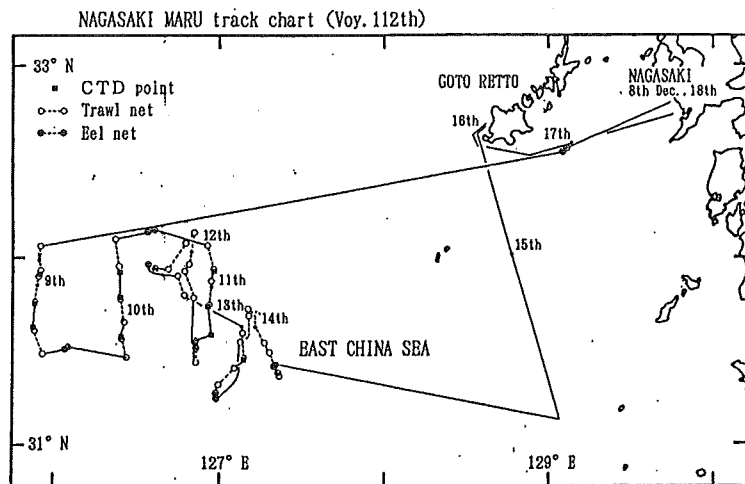 NAGASAKI MARU track chart (Voy.112th)
33° N
CTD point
Trawl net
Eel net
GOTO RETTO
NAGASAKI
8th Dec.,18th
16th
17th
12th
15th
9th
11th
10th
13th
14th
EAST CHINA SEA
31° N
127° E
129° E